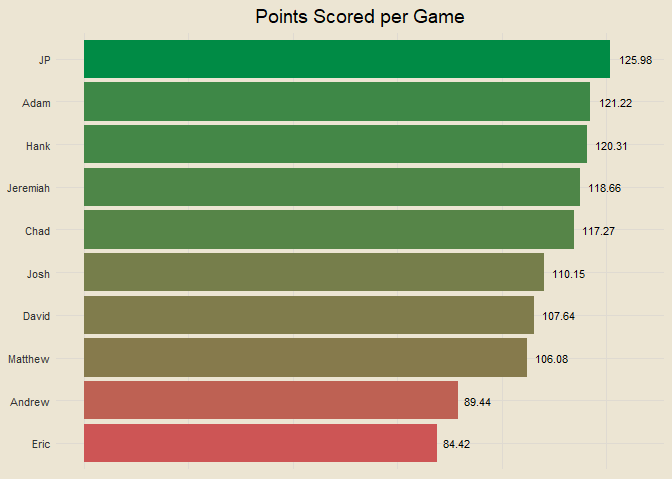 Points Scored per Game
JP 125.98
Adam 121.22
Hank 120.31
Jeremiah 118.66
Chad 117.27
Josh 110.15
David 107.64
Matthew 106.08
Andrew 89.44
Eric 84.42